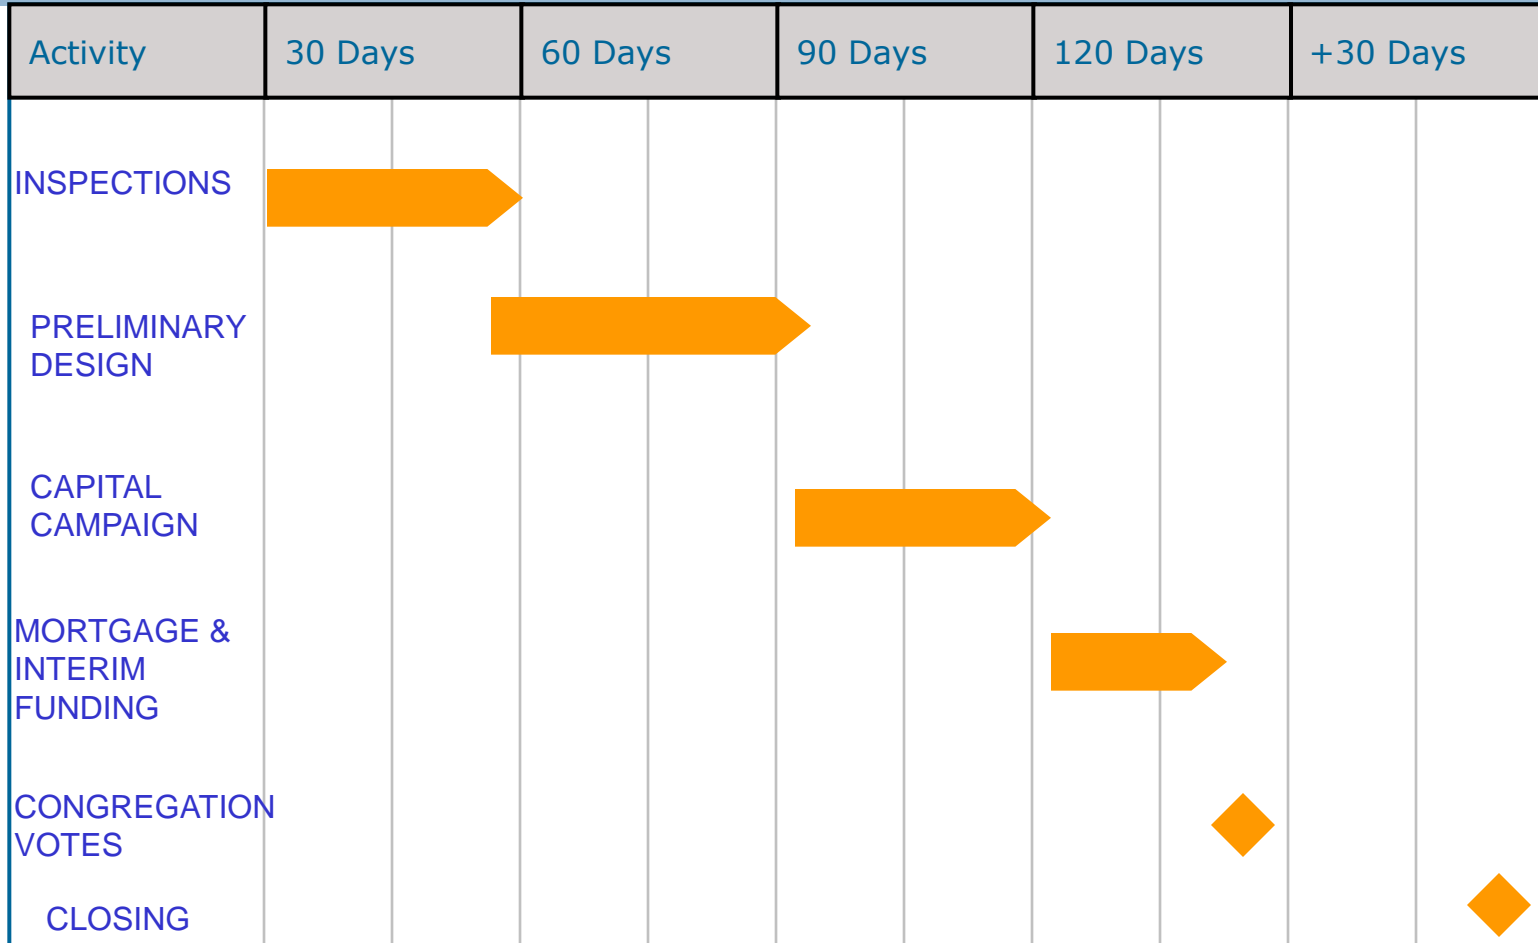 Activity 30 Days 60 Days 90 Days 120 Days +30 Days
INSPECTIONS
PRELIMINARY
DESIGN
CAPITAL
CAMPAIGN
MORTGAGE &
INTERIM
FUNDING
CONGREGATION
VOTES
CLOSING